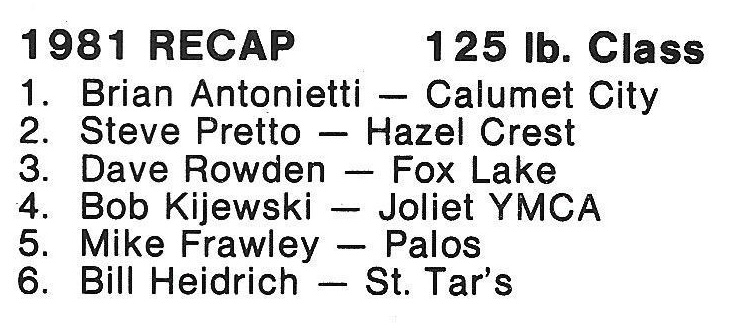 1981 RECAP 125 lb. Class
1. Brian Antonietti — Calumet City
2. Steve Pretto — Hazel Crest
3. Dave Rowden — Fox Lake
4. Bob Kijewski — Joliet YMCA
5. Mike Frawley — Palos
6. Bill Heidrich — St. Tar's